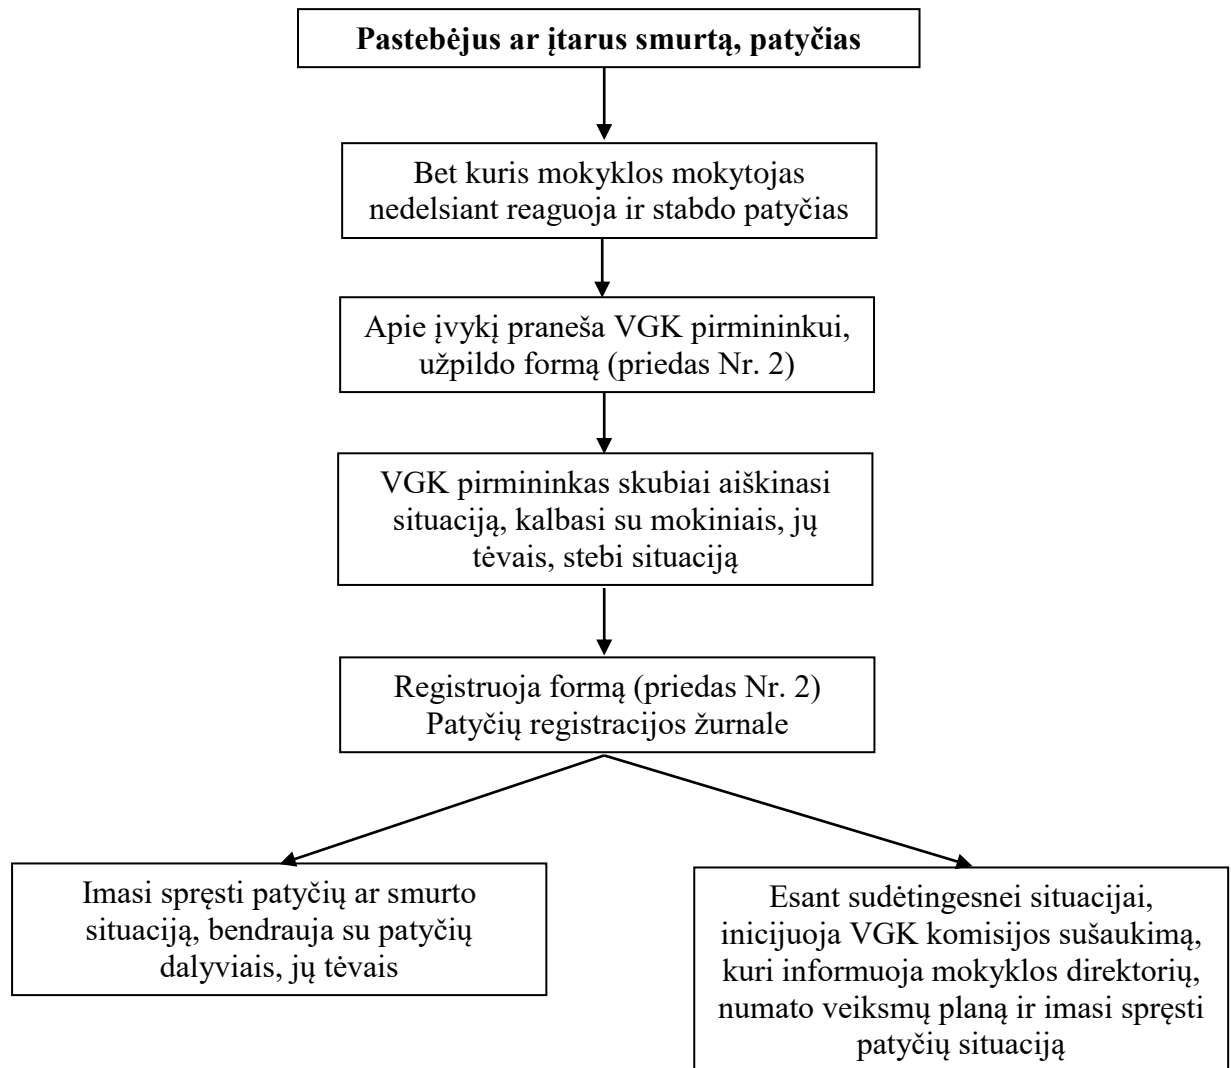 Pastebėjus ar įtarus smurtą, patyčias
Bet kuris mokyklos mokytojas
nedelsiant reaguoja ir stabdo patyčias
Apie įvykį praneša VGK pirmininkui,
užpildo formą (priedas Nr. 2)
VGK pirmininkas skubiai aiškinasi
situaciją, kalbasi su mokiniais, jų
tėvais, stebi situaciją
Registruoja formą (priedas Nr. 2)
Patyčių registracijos žurnale
Imasi spręsti patyčių ar smurto
situaciją, bendrauja su patyčių
dalyviais, jų tėvais
Esant sudėtingesnei situacijai,
inicijuoja VGK komisijos sušaukimą,
kuri informuoja mokyklos direktorių,
numato veiksmų planą ir imasi spręsti
patyčių situaciją